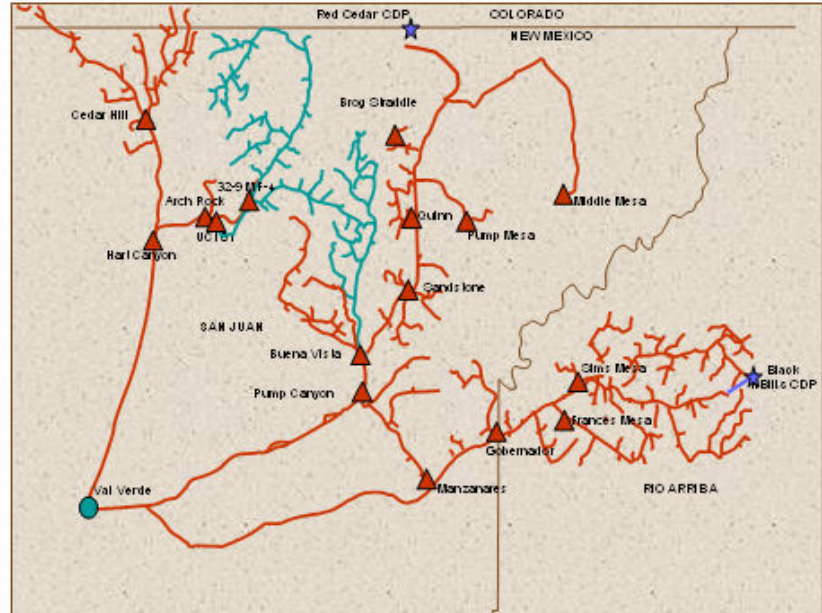 Red Cedar CDP
COLORADO
NEW MEXICO
Cedar Hill
Brog Straddle
32-9 MF-4
Arch Rock
Middle Mesa
Quinn
Pump Mesa
Hart Canyon
Sandstone
SAN JUAN
Buena Vista
Sims Mesa
Black
Hills CDP
Pump Canyon
Frances Mesa
Gobernador
Val Verde
Manzanares
RIO ARRIBA